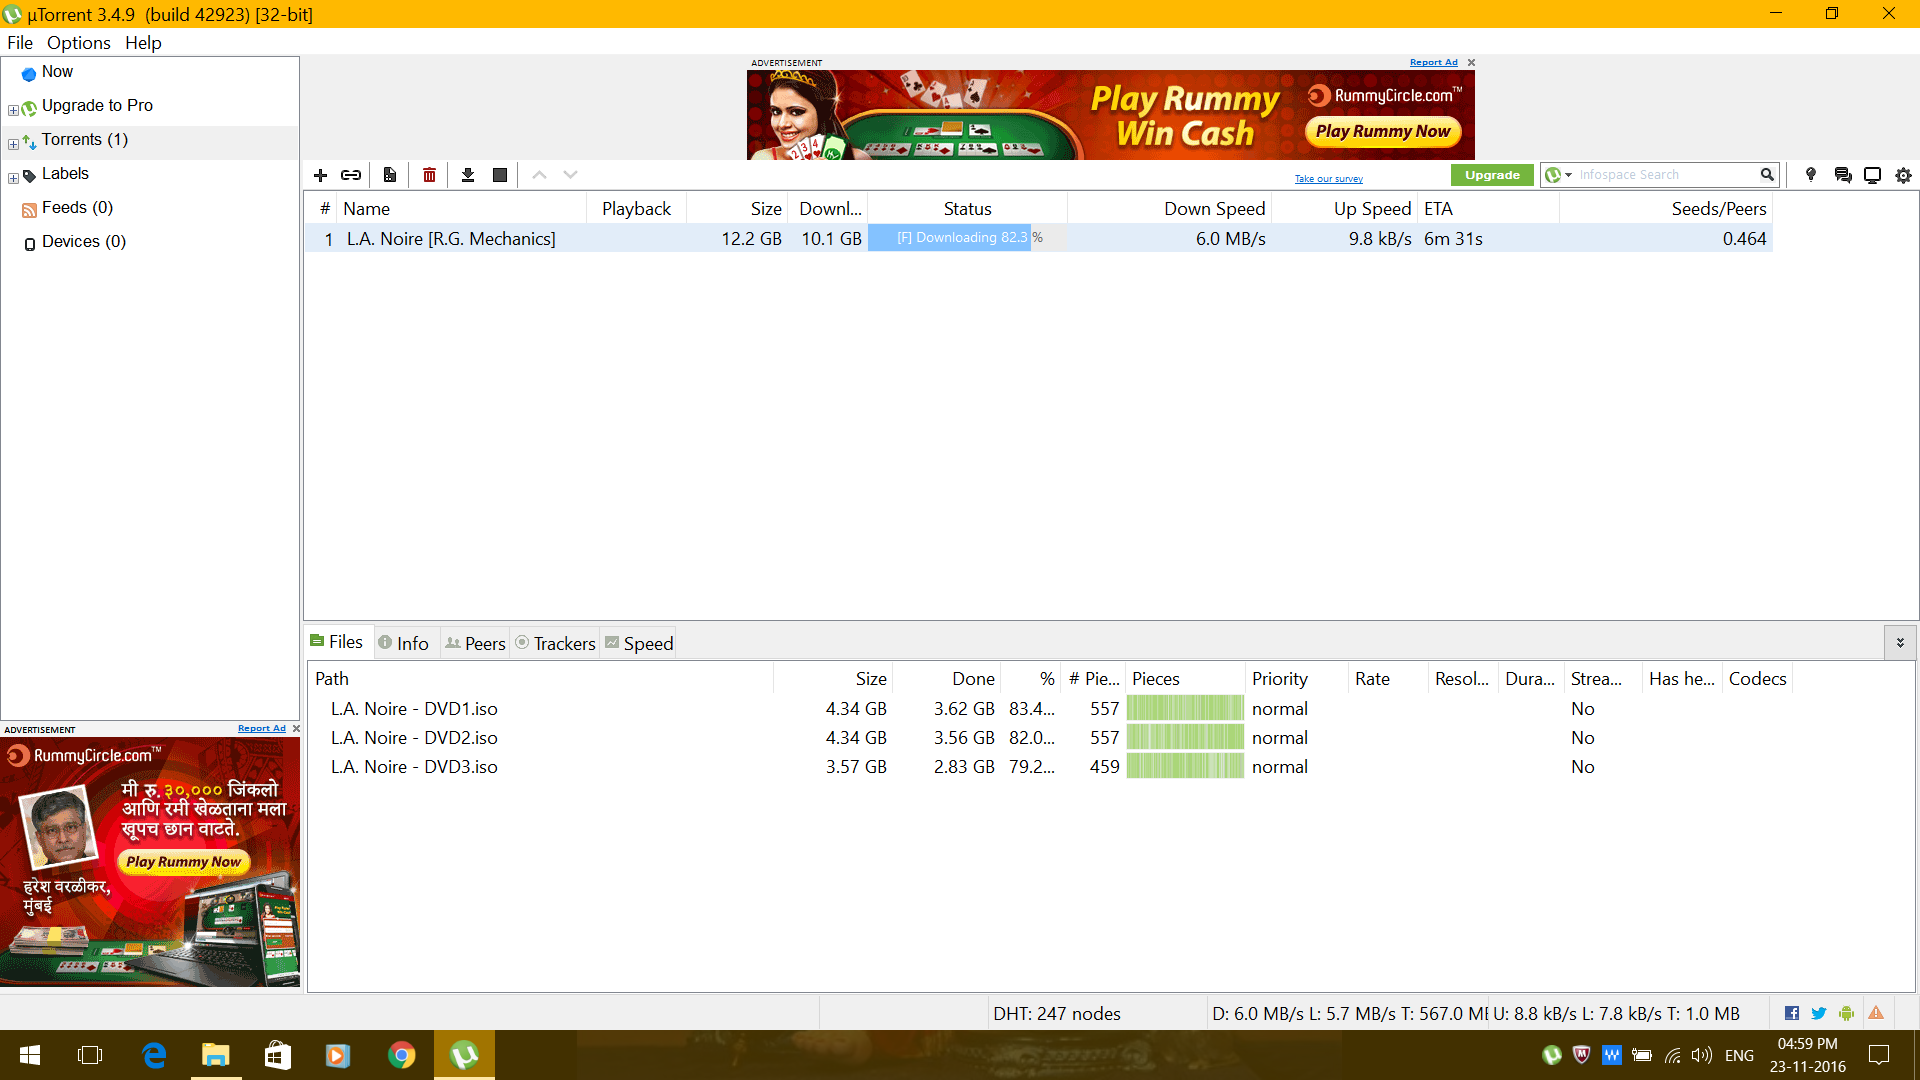 µTorrent 3.4.9 (build 42923) [32-bit]
File Options Help
Now
Upgrade to Pro
Torrents (1)
Labels
Feeds (0)
Devices (0)
ADVERTISEMENT Report Ad
Play Rummy
Win Cash
RummyCircle.com™
Play Rummy Now
Take our survey
Upgrade
Infospace Search
# Name Playback Size Downl... Status Down Speed Up Speed ETA Seeds/Peers
1 L.A. Noire [R.G. Mechanics] 12.2 GB 10.1 GB [F] Downloading 82.3 % 6.0 MB/s 9.8 kB/s 6m 31s 0.464
Files Info Peers Trackers Speed
Path Size Done % # Pie... Pieces Priority Rate Resol... Dura... Strea... Has he... Codecs
L.A. Noire - DVD1.iso 4.34 GB 3.62 GB 83.4... 557 normal No
L.A. Noire - DVD2.iso 4.34 GB 3.56 GB 82.0... 557 normal No
L.A. Noire - DVD3.iso 3.57 GB 2.83 GB 79.2... 459 normal No
ADVERTISEMENT Report Ad
RummyCircle.com™
मी रु. ३०,००० जिंकलो
आणि रमी खेळताना मला
खूपच छान वाटते.
Play Rummy Now
हरेश वरळीकर,
मुंबई
DHT: 247 nodes
D: 6.0 MB/s L: 5.7 MB/s T: 567.0 ME
U: 8.8 kB/s L: 7.8 kB/s T: 1.0 MB
ENG
04:59 PM
23-11-2016